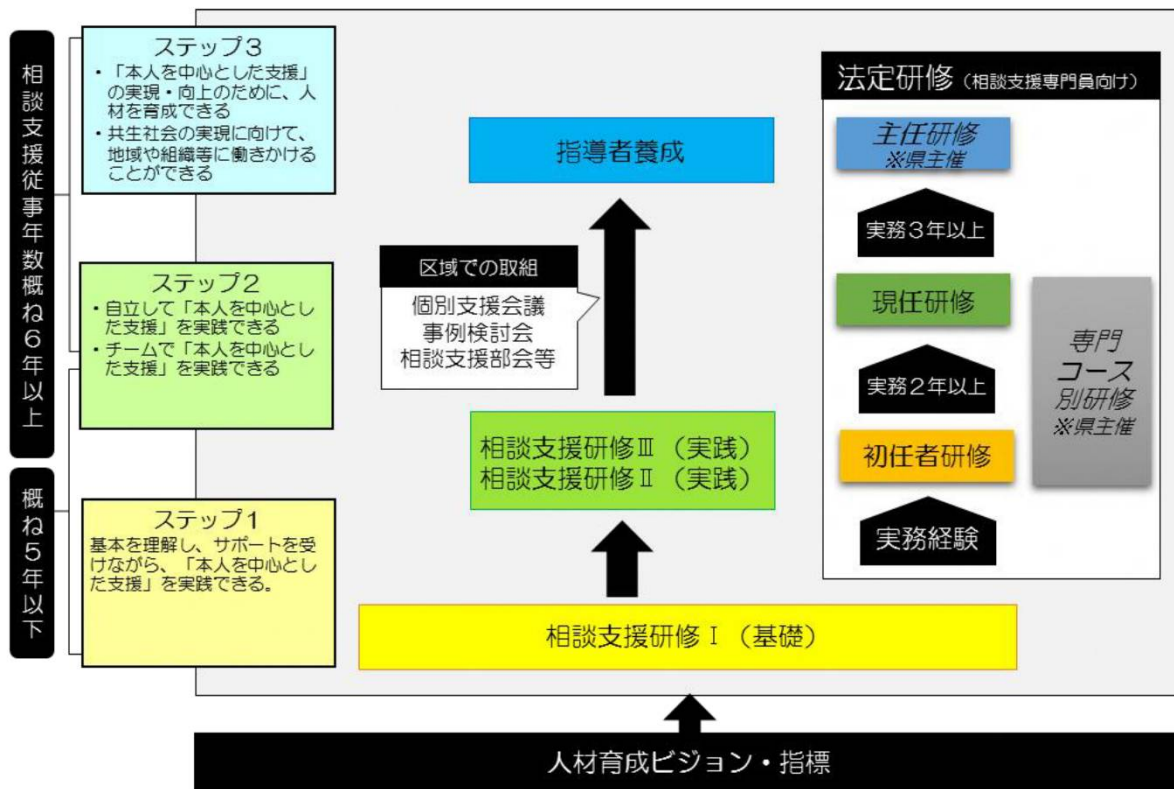 相談支援従事年数概ね6年以上
概ね5年以下
ステップ3
・「本人を中心とした支援」
の実現・向上のために、人
材を育成できる
・共生社会の実現に向けて、
地域や組織等に働きかける
ことができる
ステップ2
・自立して「本人を中心とし
た支援」を実践できる
・チームで「本人を中心とし
た支援」を実践できる
ステップ1
基本を理解し、サポートを受
けながら、「本人を中心とし
た支援」を実践できる。
指導者養成
区域での取組
個別支援会議
事例検討会
相談支援部会等
相談支援研修Ⅲ（実践）
相談支援研修Ⅱ（実践）
相談支援研修Ⅰ（基礎）
法定研修（相談支援専門員向け）
主任研修
※県主催
実務3年以上
現任研修
実務2年以上
初任者研修
実務経験
専門
コース
別研修
※県主催
人材育成ビジョン・指標